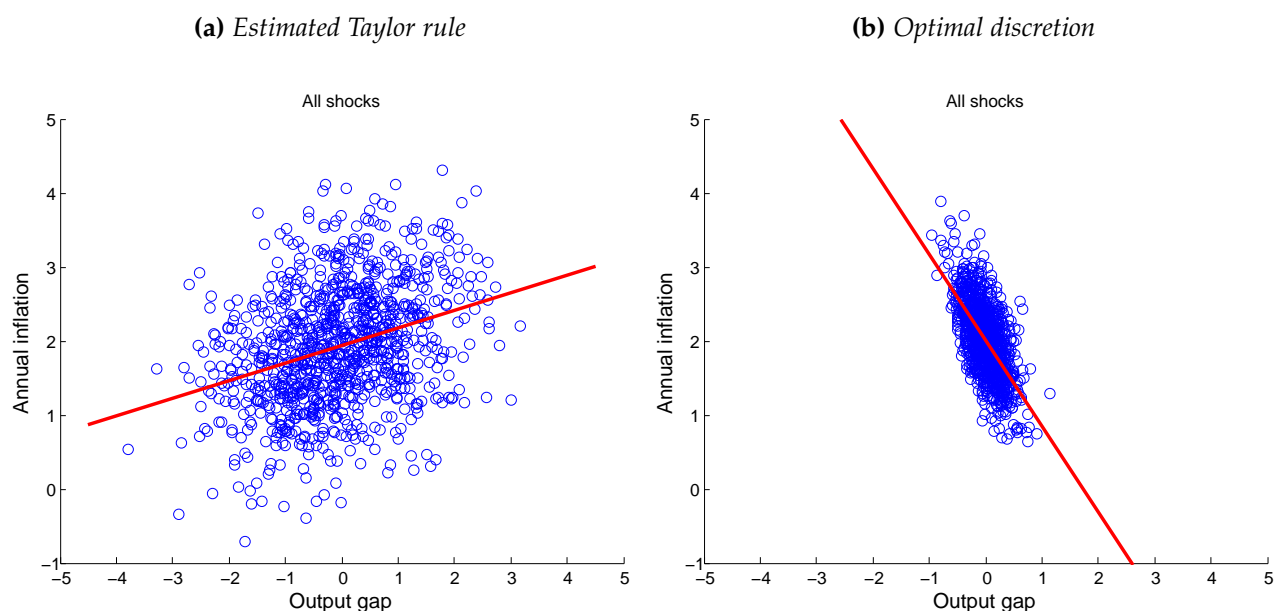 (a) Estimated Taylor rule
All shocks
5
4
3
2
1
0
−1
−5 −4 −3 −2 −1 0 1 2 3 4 5
Annual inflation
Output gap
(b) Optimal discretion
All shocks
5
4
3
2
1
0
−1
−5 −4 −3 −2 −1 0 1 2 3 4 5
Annual inflation
Output gap